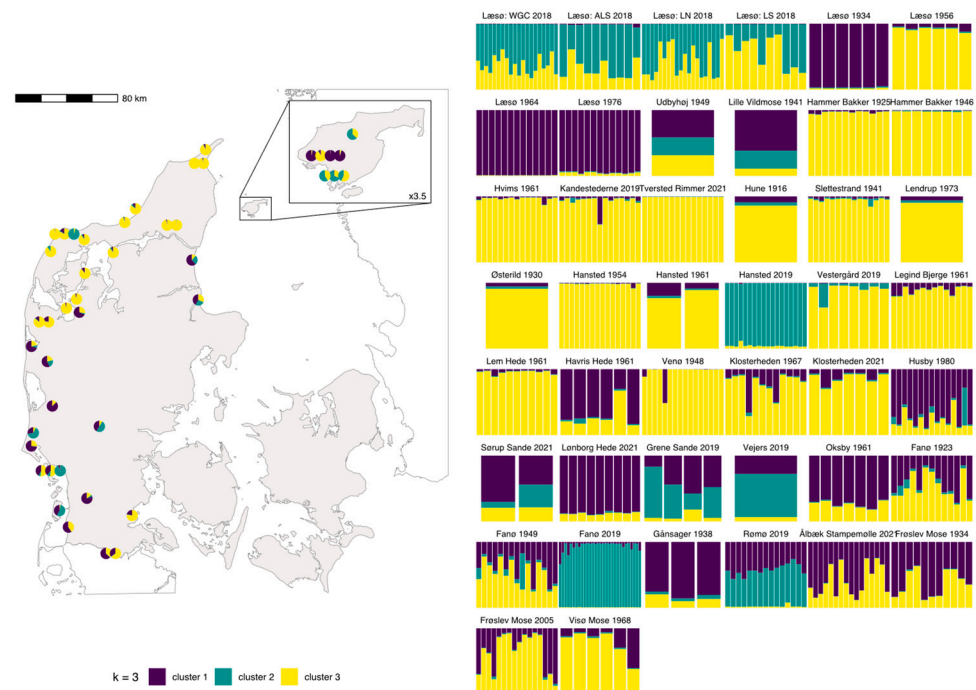 Læsø: WGC 2018 Læsø: ALS 2018 Læsø: LN 2018 Læsø: LS 2018 Læsø 1934 Læsø 1956
80 km
Læsø 1964 Læsø 1976 Udbyhøj 1949 Lille Vildmose 1941 Hammer Bakker 1925 Hammer Bakker 1946
x3.5
Hvims 1961 Kandestederne 2019 Tversted Rimmer 2021 Hune 1916 Slettestrand 1941 Lendrup 1973
Østerild 1930 Hansted 1954 Hansted 1961 Hansted 2019 Vestergård 2019 Legind Bjerge 1961
Lem Hede 1961 Havris Hede 1961 Venø 1948 Klosterheden 1967 Klosterheden 2021 Husby 1980
Sørup Sande 2021 Lønborg Hede 2021 Grene Sande 2019 Vejers 2019 Oksby 1961 Fanø 1923
Fanø 1949 Fanø 2019 Gånsager 1938 Rømø 2019 Ålbæk Stampemølle 202 Frøslev Mose 1934
Frøslev Mose 2005 Visø Mose 1968
k = 3 cluster 1 cluster 2 cluster 3